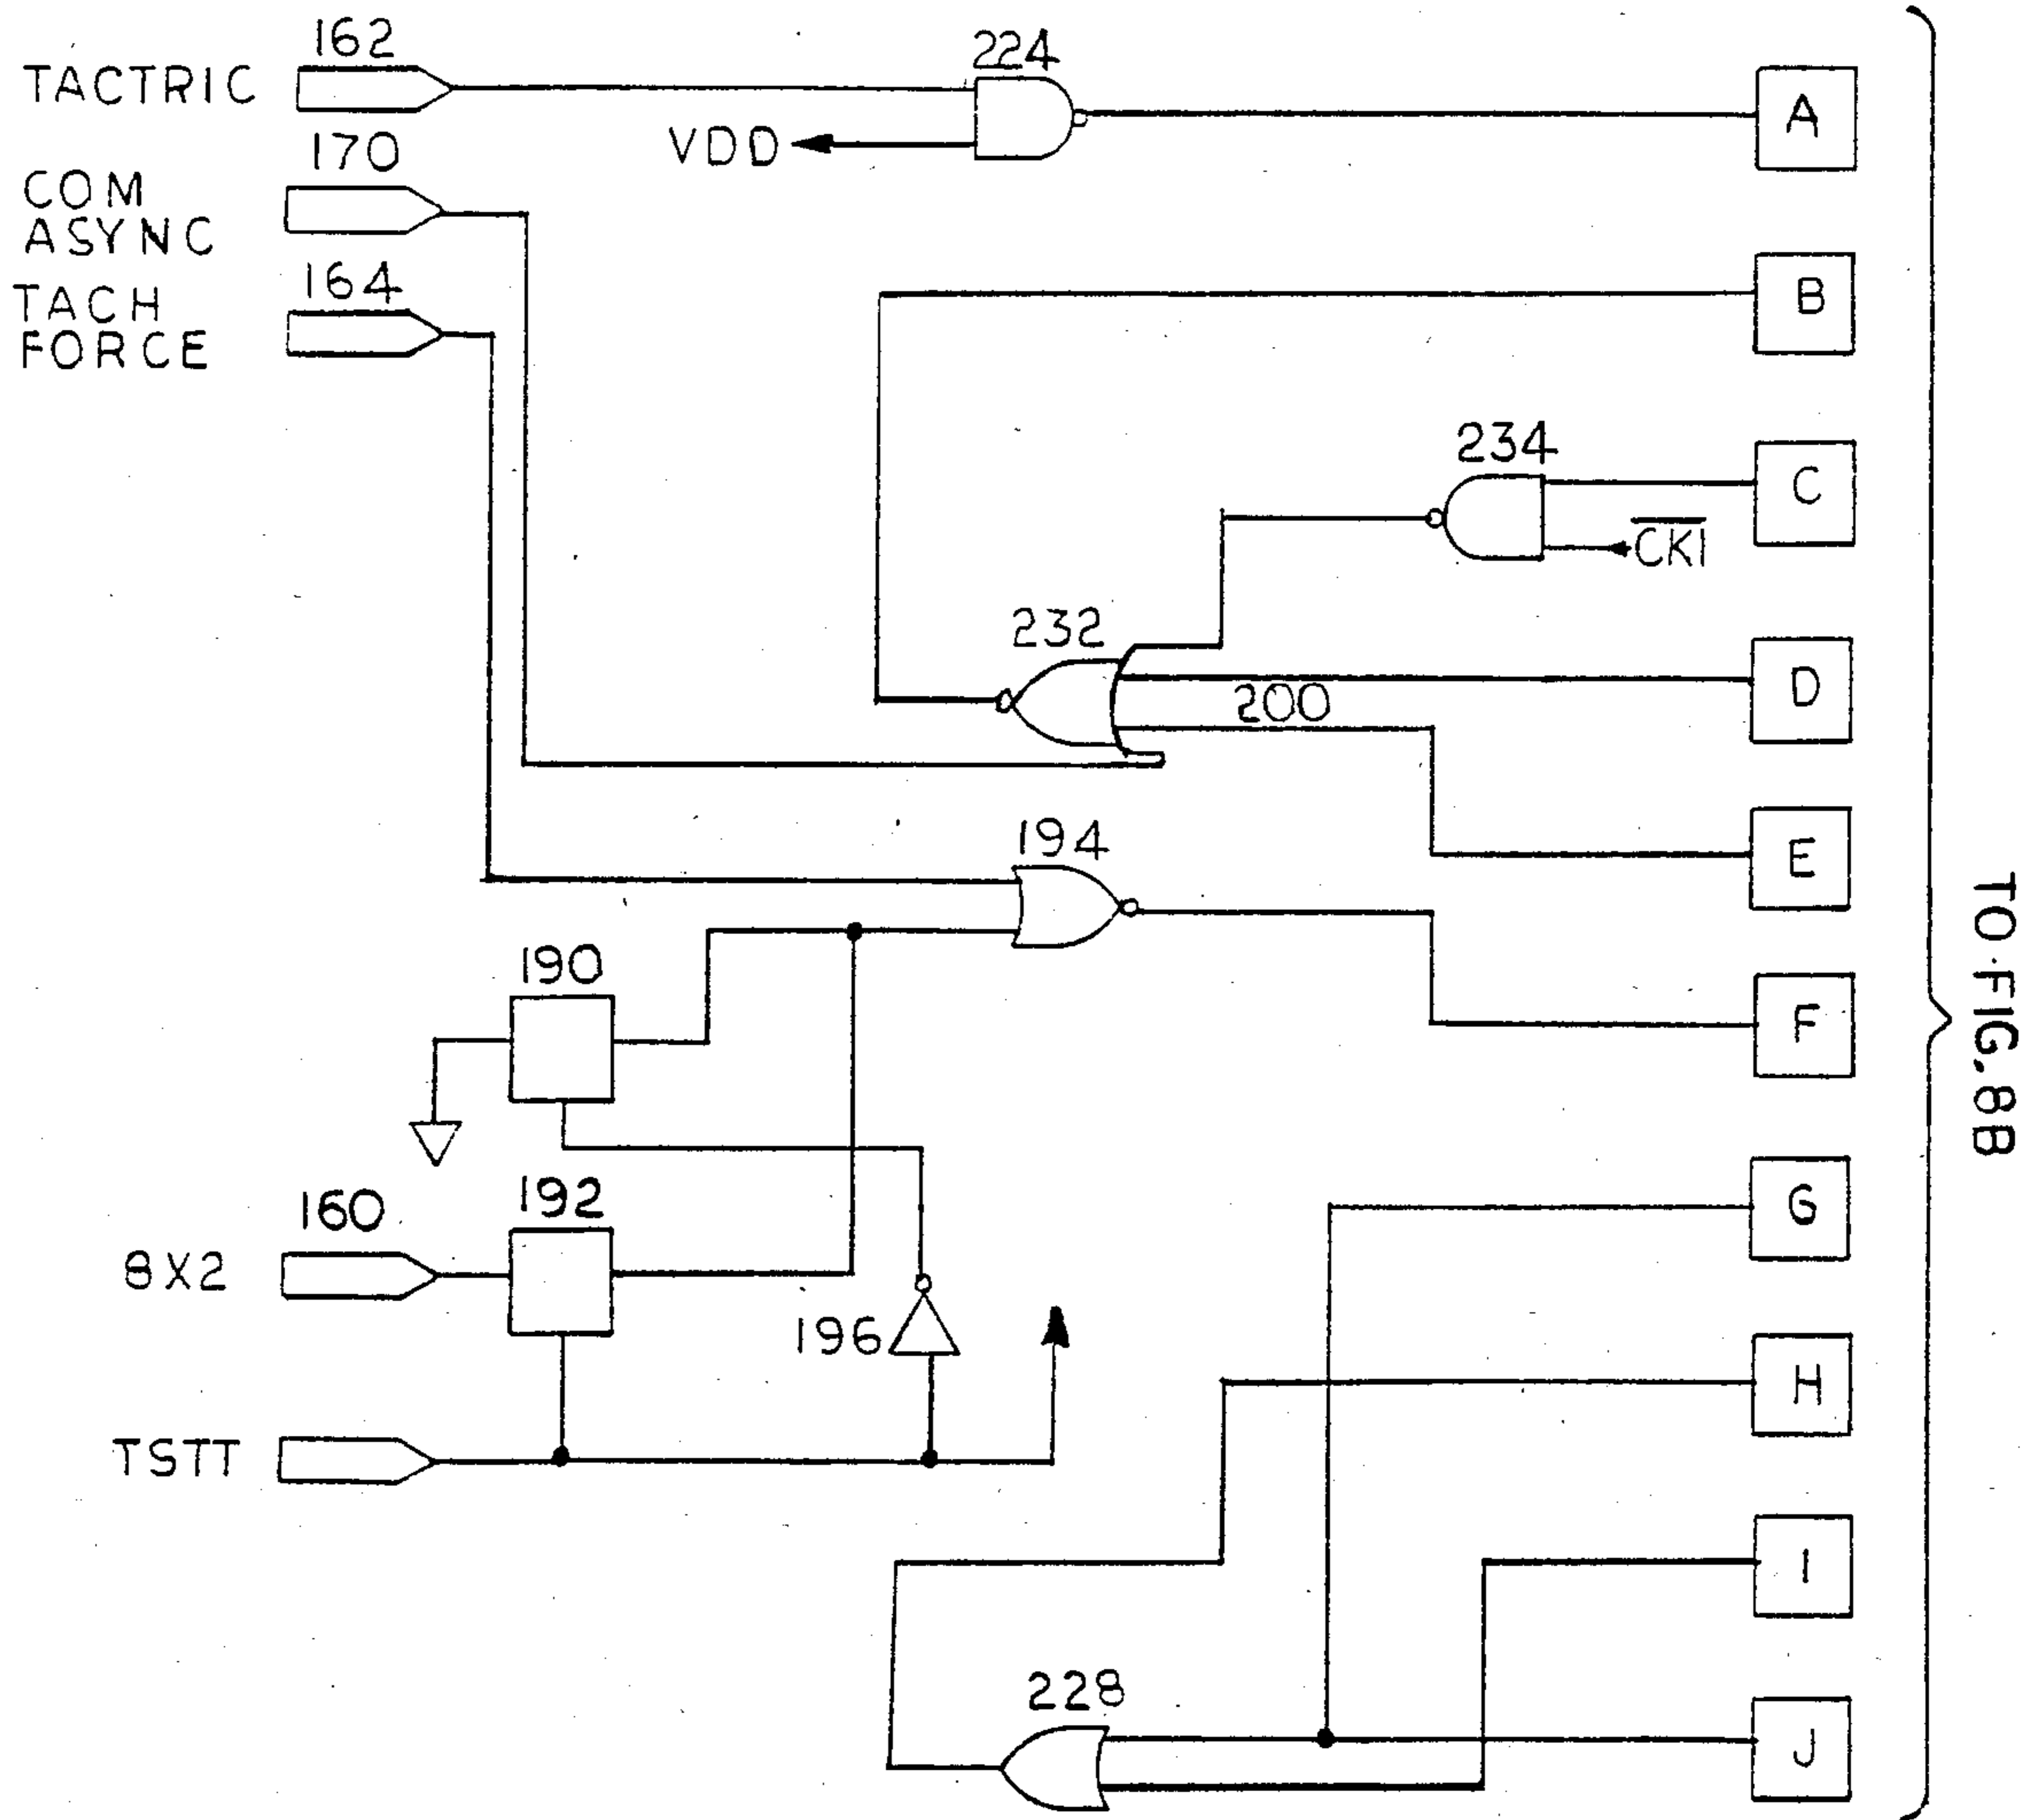 162
TACTRIC
224
A
VDD
170
COM
ASYNC
B
164
TACH
FORCE
234
C
CKI
232
D
200
194
E
190
F
TO FIG. 8B
192
160
G
8X2
196
H
TSTT
I
228
J